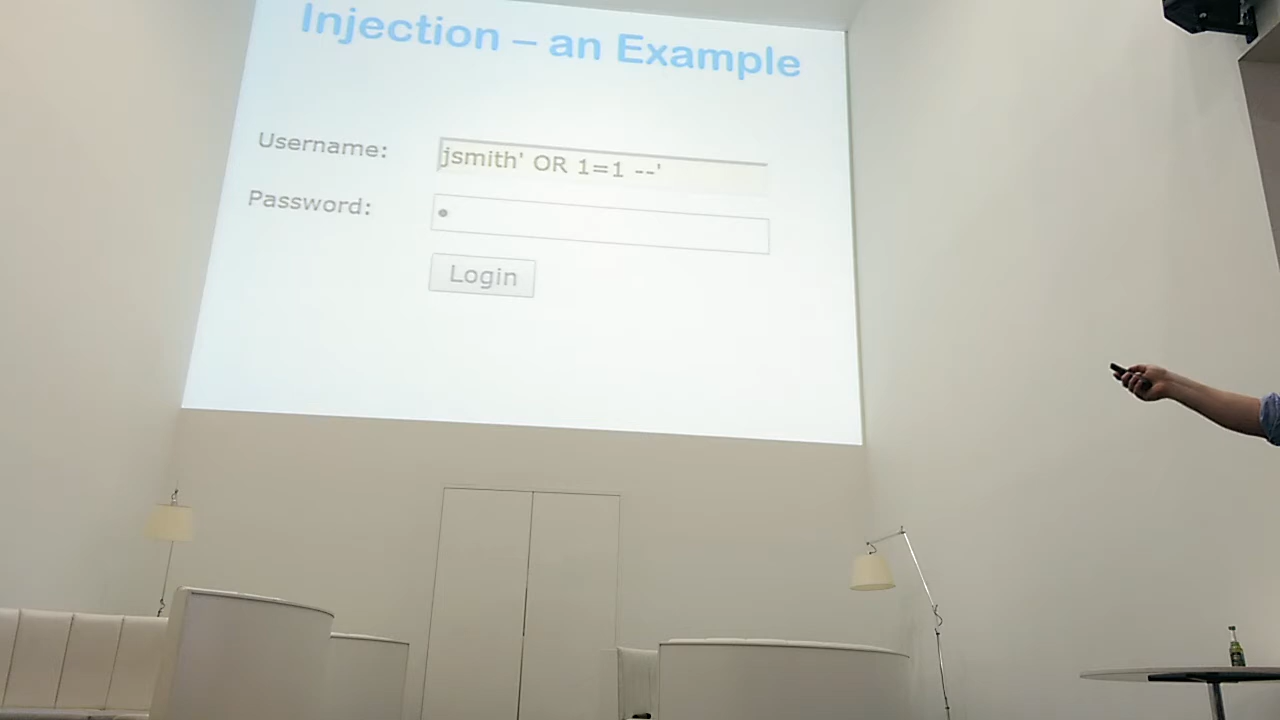 Injection – an Example
Username: jsmith' OR 1=1 --'
Password: •
Login